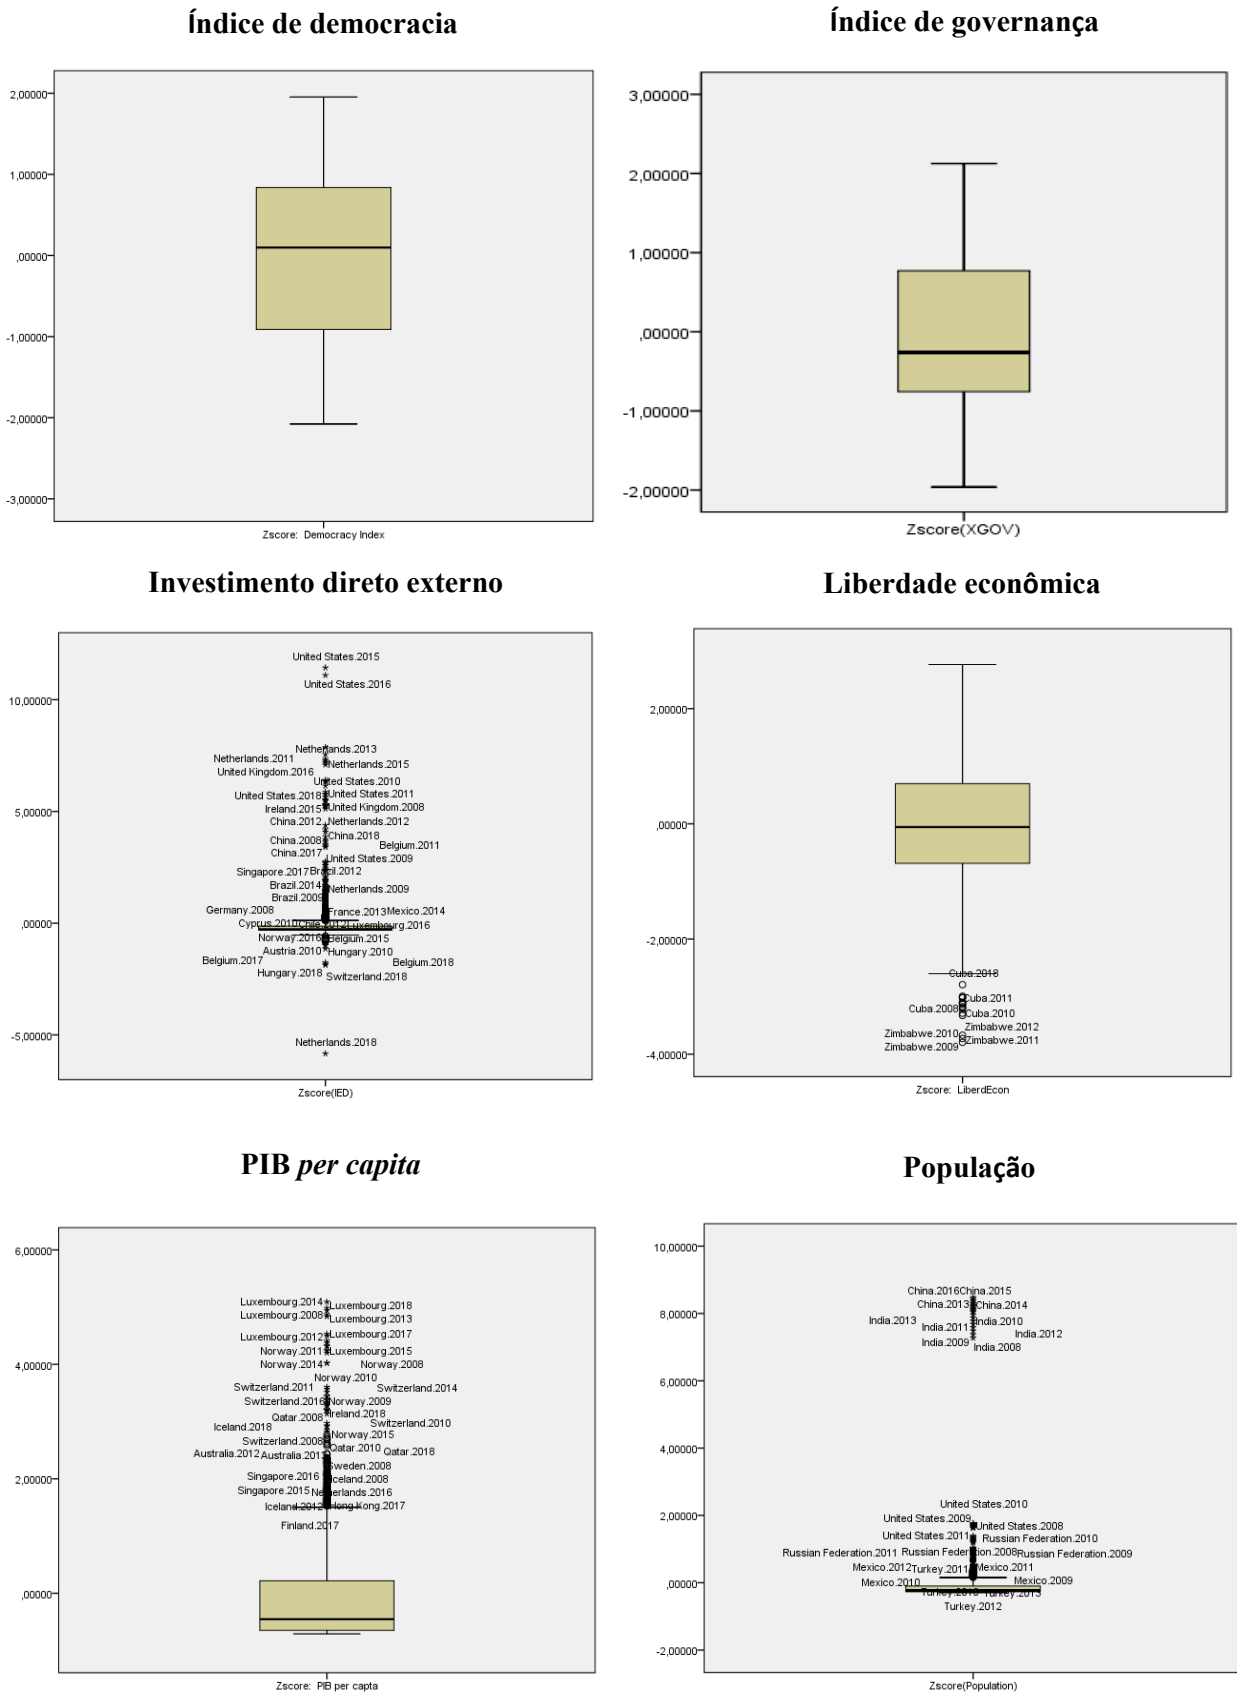 Índice de democracia
2,00000
1,00000
,00000
-1,00000
-2,00000
-3,00000
Zscore: Democracy Index
Índice de governança
3,00000
2,00000
1,00000
,00000
-1,00000
-2,00000
Zscore(XGOV)
Investimento direto externo
10,00000
5,00000
,00000
-5,00000
United States.2015
United States.2016
Netherlands.2013
Netherlands.2011
Netherlands.2015
United Kingdom.2016
United States.2010
United States.2018
United States.2011
Ireland.2015
United Kingdom.2008
China.2012
Netherlands.2012
China.2018
China.2008
Belgium.2011
China.2017
United States.2009
Singapore.2017
Brazil.2012
Brazil.2014
Netherlands.2009
Brazil.2009
Germany.2008
France.2013
Mexico.2014
Cyprus.2010
Chile.2012
Luxembourg.2016
Norway.2016
Belgium.2015
Austria.2010
Hungary.2010
Belgium.2017
Belgium.2018
Hungary.2018
Switzerland.2018
Netherlands.2018
Zscore(IED)
Liberdade econômica
2,00000
,00000
-2,00000
-4,00000
Cuba.2018
Cuba.2011
Cuba.2008
Cuba.2010
Zimbabwe.2012
Zimbabwe.2010
Zimbabwe.2011
Zimbabwe.2009
Zscore: LiberdEcon
PIB per capita
6,00000
4,00000
2,00000
,00000
Luxembourg.2014
Luxembourg.2018
Luxembourg.2008
Luxembourg.2013
Luxembourg.2012
Luxembourg.2017
Norway.2011
Luxembourg.2015
Norway.2014
Norway.2008
Norway.2010
Switzerland.2011
Switzerland.2014
Switzerland.2016
Norway.2009
Qatar.2008
Ireland.2018
Iceland.2018
Switzerland.2010
Switzerland.2008
Norway.2015
Australia.2012
Qatar.2010
Qatar.2018
Sweden.2008
Singapore.2016
Iceland.2008
Singapore.2015
Netherlands.2016
Iceland.2012
Hong Kong.2017
Finland.2017
Zscore: PIB per capta
População
10,00000
8,00000
6,00000
4,00000
2,00000
,00000
-2,00000
China.2016
China.2015
China.2013
China.2014
India.2013
India.2011
India.2010
India.2012
India.2009
India.2008
United States.2010
United States.2009
United States.2008
United States.2011
Russian Federation.2010
Russian Federation.2011
Russian Federation.2008
Russian Federation.2009
Mexico.2012
Turkey.2011
Mexico.2011
Mexico.2010
Mexico.2009
Turkey.2013
Turkey.2012
Zscore(Population)